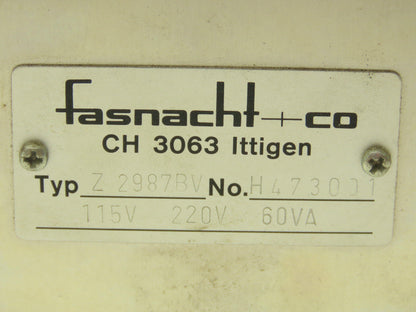 fasnacht+co
CH 3063 Ittigen
Typ Z 2987BV No. H473001
115V 220V 60VA